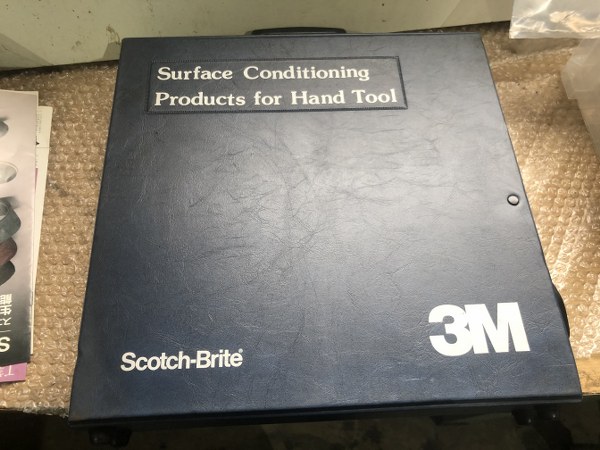 Surface Conditioning
Products for Hand Tool
Scotch-Brite®
3M